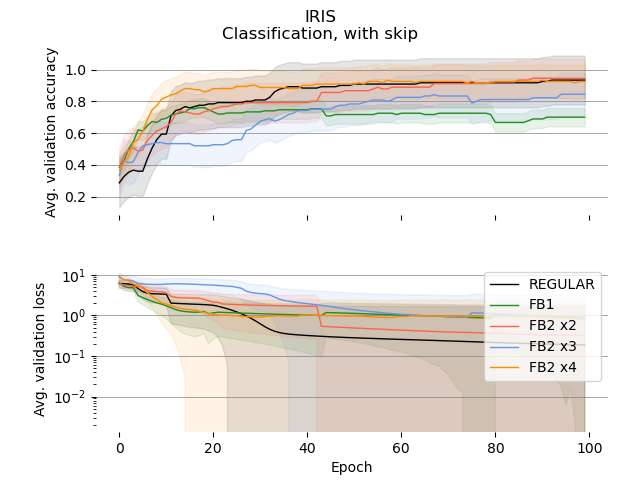 IRIS
Classification, with skip
Avg. validation accuracy
1.0
0.8
0.6
0.4
0.2
Avg. validation loss
10¹
10⁰
10⁻¹
10⁻²
REGULAR
FB1
FB2 x2
FB2 x3
FB2 x4
0
20
40
60
80
100
Epoch